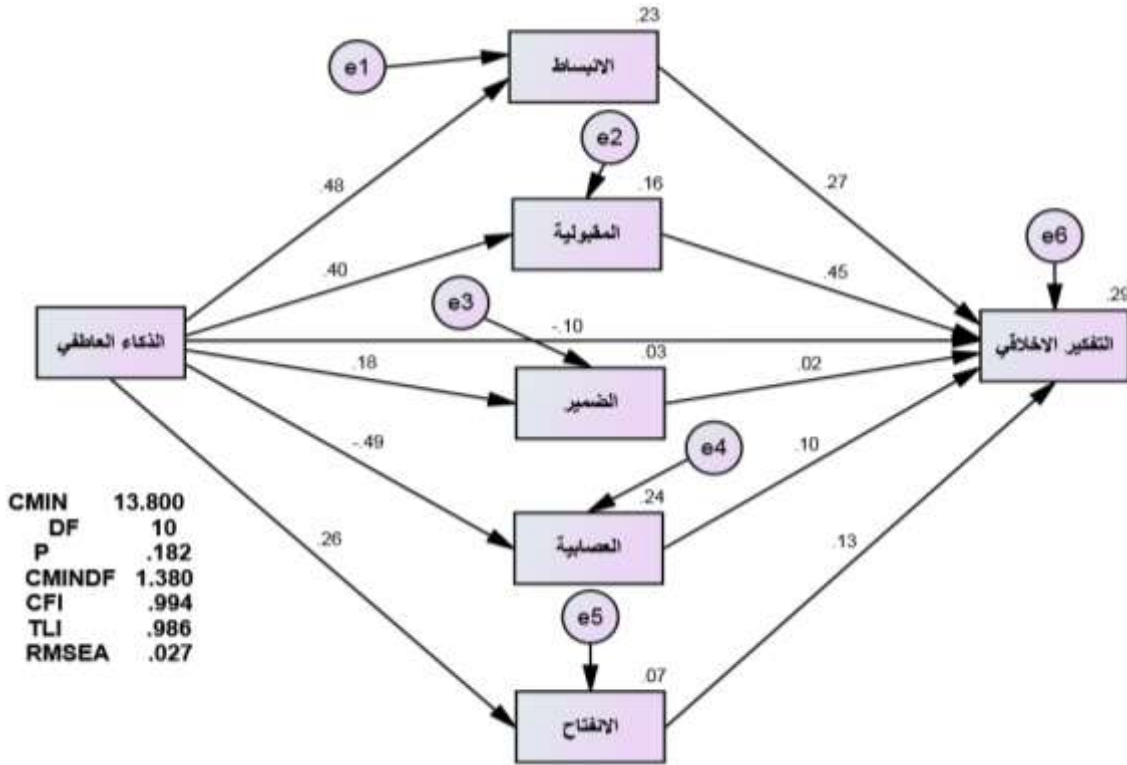 .23
الانبساط
e1
e2
.48
.27
.16
المقبولية
e6
.40
.45
e3
.29
الذكاء العاطفي
-.10
التفكير الاخلاقي
.18
.03
.02
الضمير
-.49
e4
.10
.24
العصابية
CMIN 13.800
DF 10
P .182
CMINDF 1.380
CFI .994
TLI .986
RMSEA .027
.26
.13
e5
.07
الانفتاح